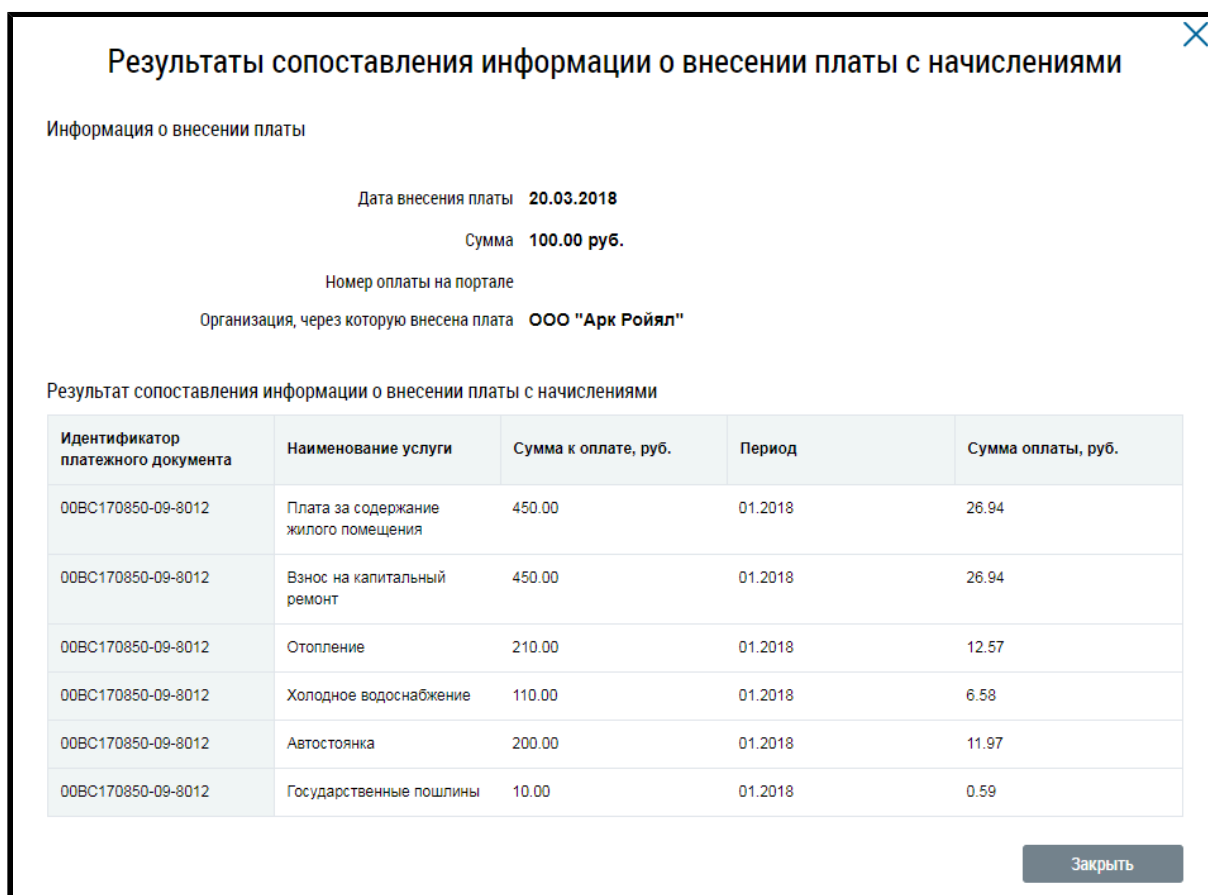 Результаты сопоставления информации о внесении платы с начислениями
Информация о внесении платы
Дата внесения платы 20.03.2018
Сумма 100.00 руб.
Номер оплаты на портале
Организация, через которую внесена плата ООО "Арк Ройял"
Результат сопоставления информации о внесении платы с начислениями
Идентификатор платежного документа Наименование услуги Сумма к оплате, руб. Период Сумма оплаты, руб.
00ВС170850-09-8012 Плата за содержание жилого помещения 450.00 01.2018 26.94
00ВС170850-09-8012 Взнос на капитальный ремонт 450.00 01.2018 26.94
00ВС170850-09-8012 Отопление 210.00 01.2018 12.57
00ВС170850-09-8012 Холодное водоснабжение 110.00 01.2018 6.58
00ВС170850-09-8012 Автостоянка 200.00 01.2018 11.97
00ВС170850-09-8012 Государственные пошлины 10.00 01.2018 0.59
Закрыть